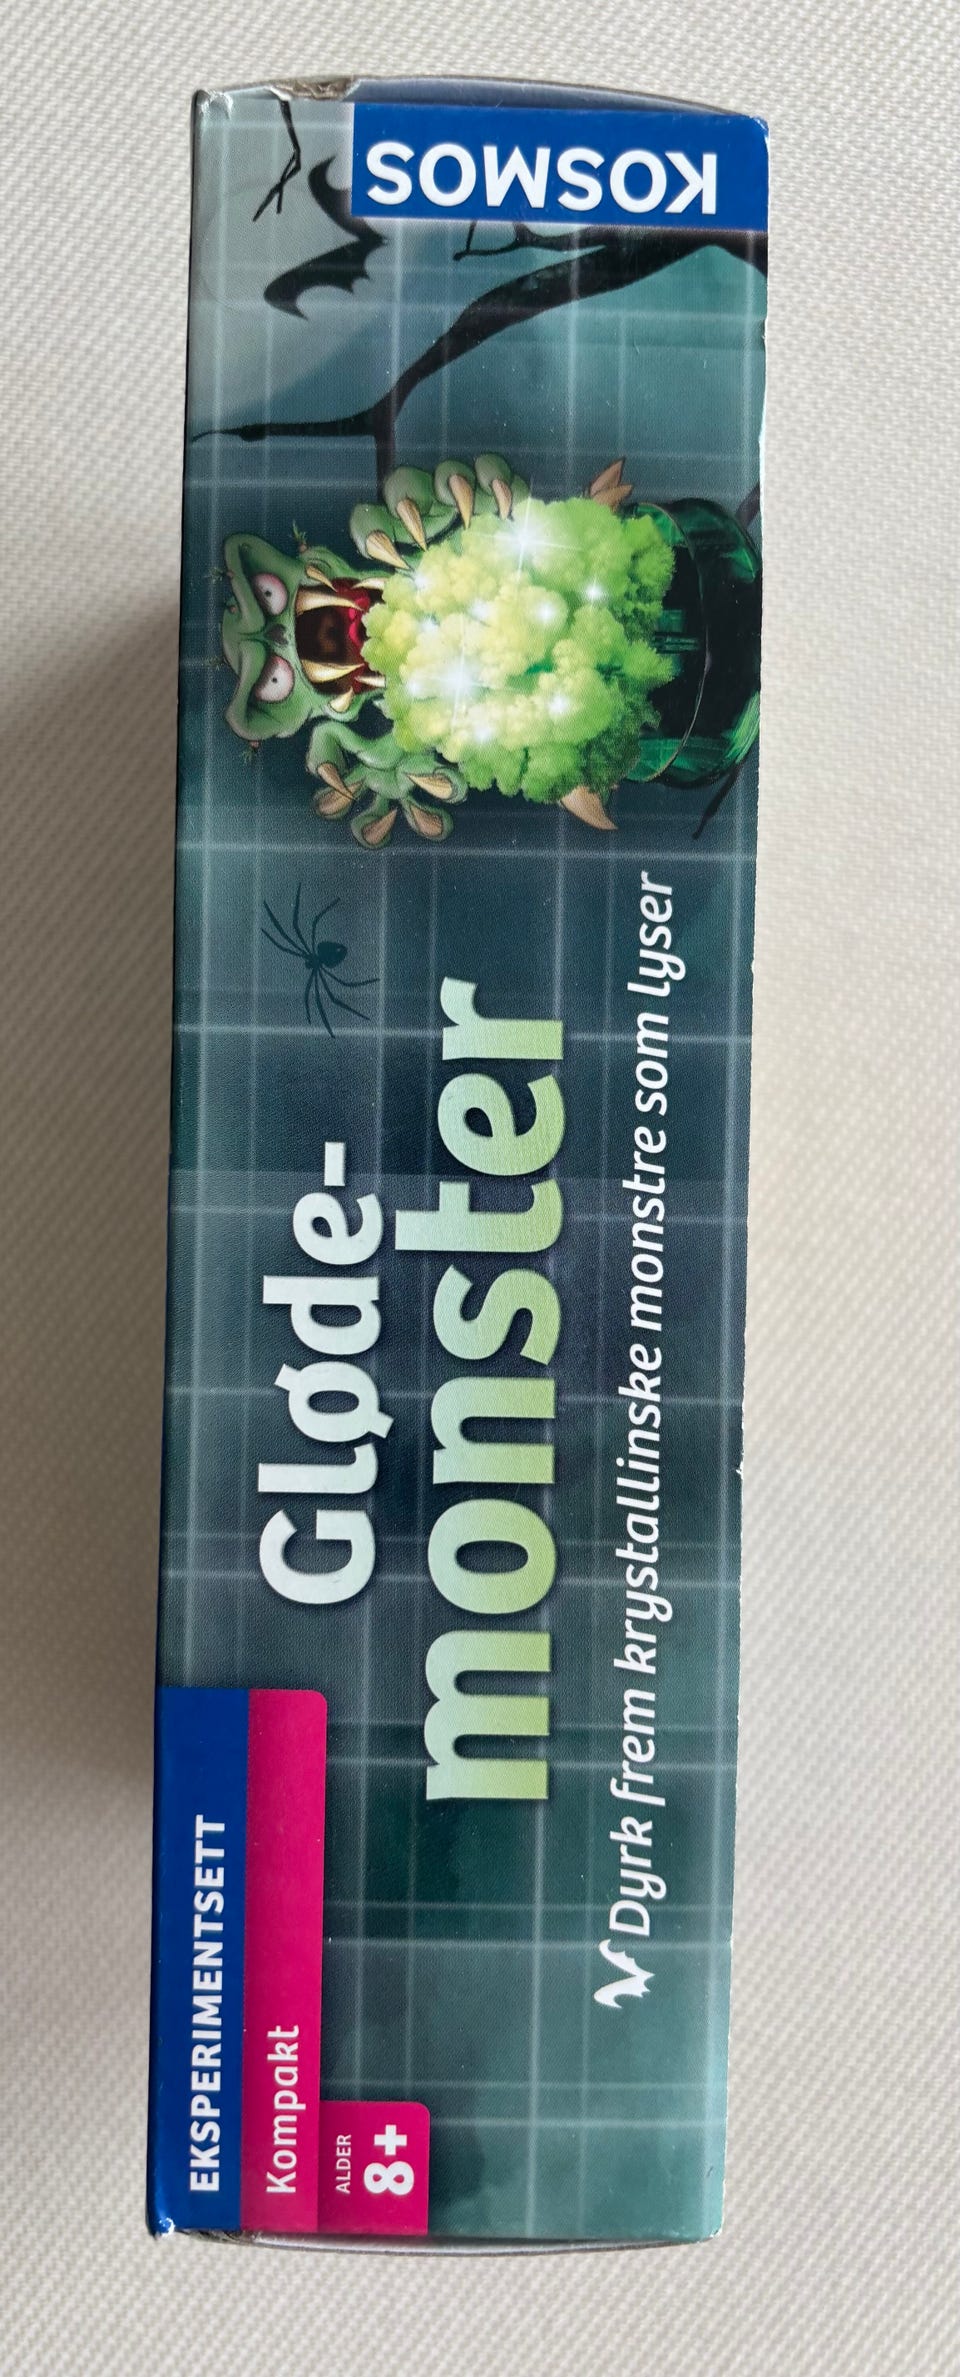 EKSPERIMENTSETT
Kompakt
ALDER
8+
Gløde-
monster
Dyrk frem krystallinske monstre som lyser
KOSMOS